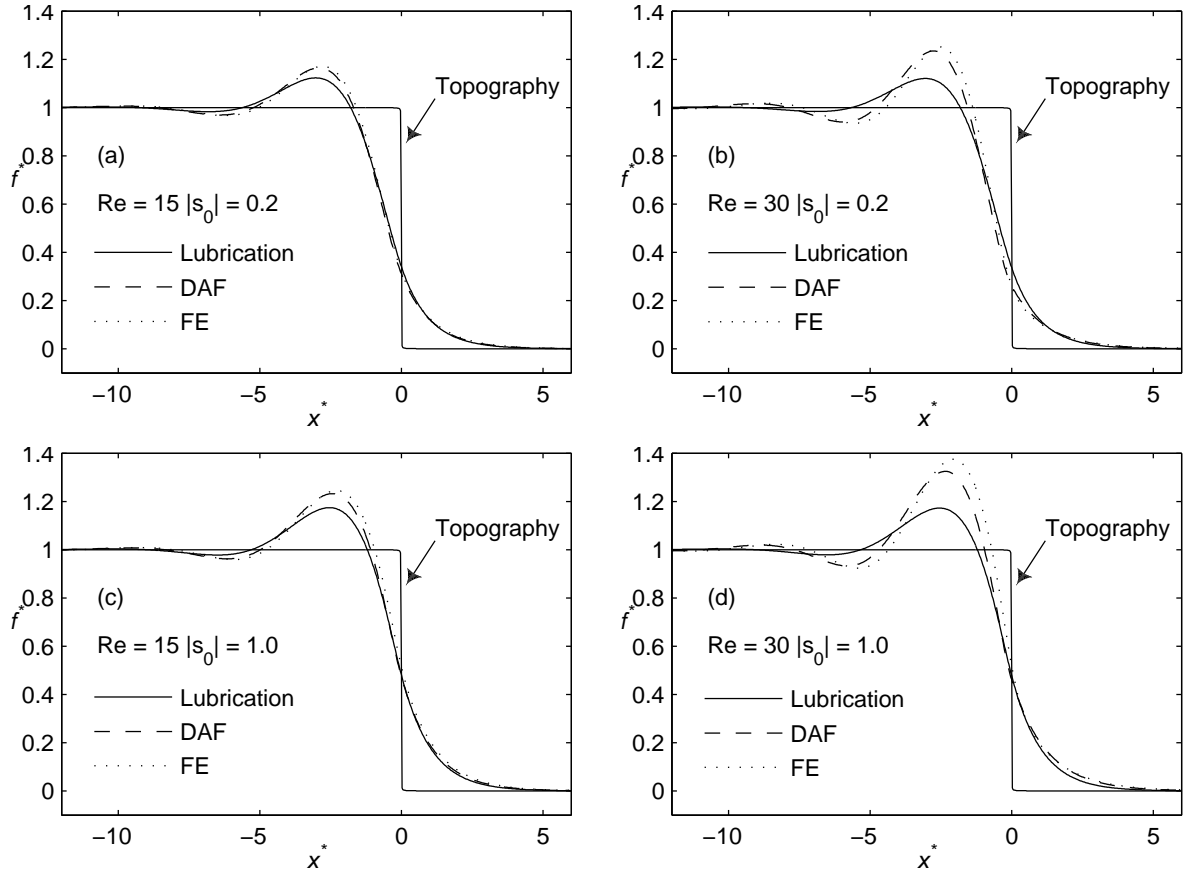 1.4
1.2
1
0.8
0.6
0.4
0.2
0
f*
Topography
(a)
Re = 15 |s0| = 0.2
Lubrication
DAF
FE
−10
−5
0
5
x*
1.4
1.2
1
0.8
0.6
0.4
0.2
0
f*
Topography
(b)
Re = 30 |s0| = 0.2
Lubrication
DAF
FE
−10
−5
0
5
x*
1.4
1.2
1
0.8
0.6
0.4
0.2
0
f*
Topography
(c)
Re = 15 |s0| = 1.0
Lubrication
DAF
FE
−10
−5
0
5
x*
1.4
1.2
1
0.8
0.6
0.4
0.2
0
f*
Topography
(d)
Re = 30 |s0| = 1.0
Lubrication
DAF
FE
−10
−5
0
5
x*